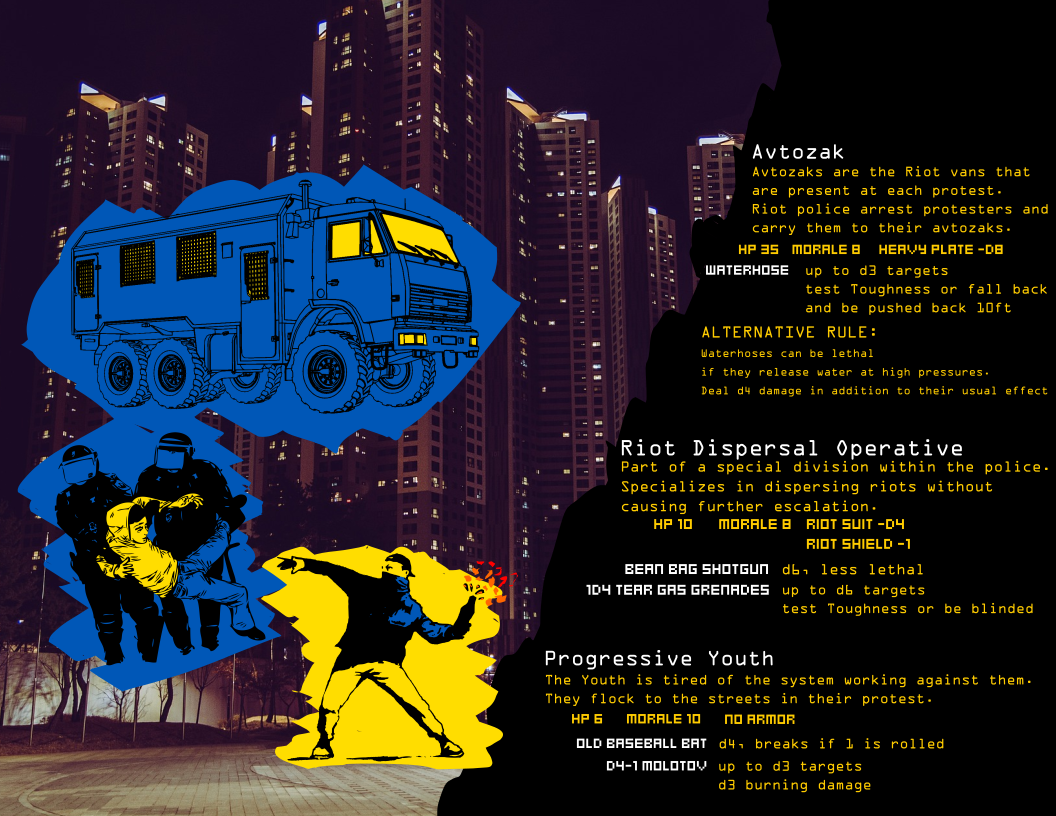 Avtozak
Avtozaks are the Riot vans that
are present at each protest.
Riot police arrest protesters and
carry them to their avtozaks.
HP 35 MORALE 8 HEAVY PLATE -D8
WATERHOSE up to d3 targets
test Toughness or fall back
and be pushed back 10ft
ALTERNATIVE RULE:
Waterhoses can be lethal
if they release water at high pressures.
Deal d4 damage in addition to their usual effect
Riot Dispersal Operative
Part of a special division within the police.
Specializes in dispersing riots without
causing further escalation.
HP 10 MORALE 8 RIOT SUIT -D4
RIOT SHIELD -1
BEAN BAG SHOTGUN d6, less lethal
1D4 TEAR GAS GRENADES up to d6 targets
test Toughness or be blinded
Progressive Youth
The Youth is tired of the system working against them.
They flock to the streets in their protest.
HP 6 MORALE 10 NO ARMOR
OLD BASEBALL BAT d4, breaks if 1 is rolled
D4-1 MOLOTOV up to d3 targets
d3 burning damage